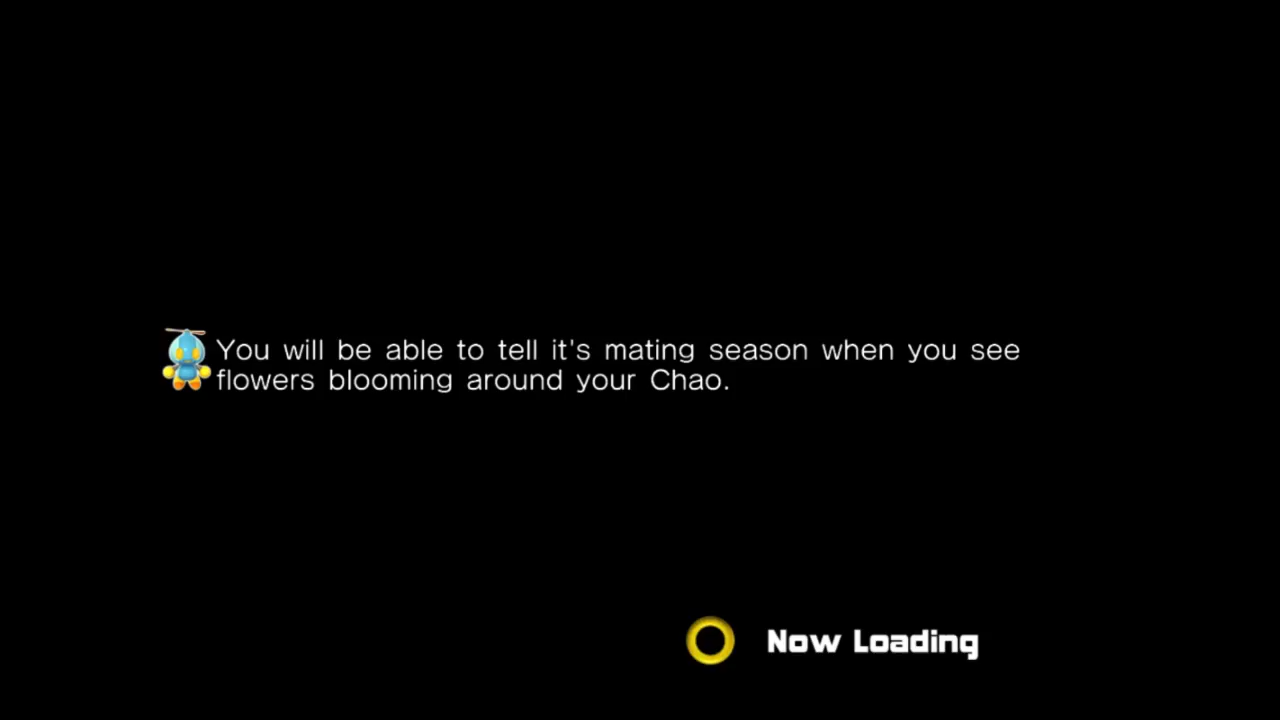 You will be able to tell it's mating season when you see
flowers blooming around your Chao.
Now Loading